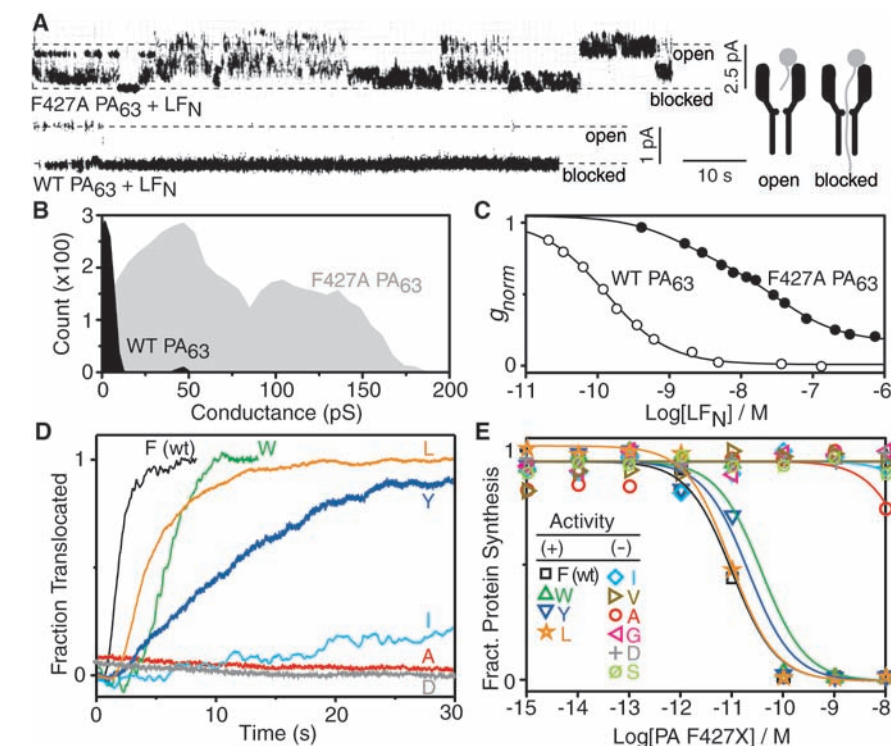 A
open
2.5 pA
F427A PA63 + LFN
blocked
open
1 pA
WT PA63 + LFN
blocked
10 s
open
blocked
B
Count (x100)
3
2
1
0
F427A PA63
WT PA63
0
50
100
150
200
Conductance (pS)
C
gnorm
1
0
WT PA63
F427A PA63
-11
-10
-9
-8
-7
-6
Log[LFN] / M
D
Fraction Translocated
1
0
F (wt)
W
L
Y
I
A
D
0
10
20
30
Time (s)
E
Fract. Protein Synthesis
1
0
Activity
(+) (-)
F (wt) I
W V
Y A
L G
D
S
-15
-14
-13
-12
-11
-10
-9
-8
Log[PA F427X] / M